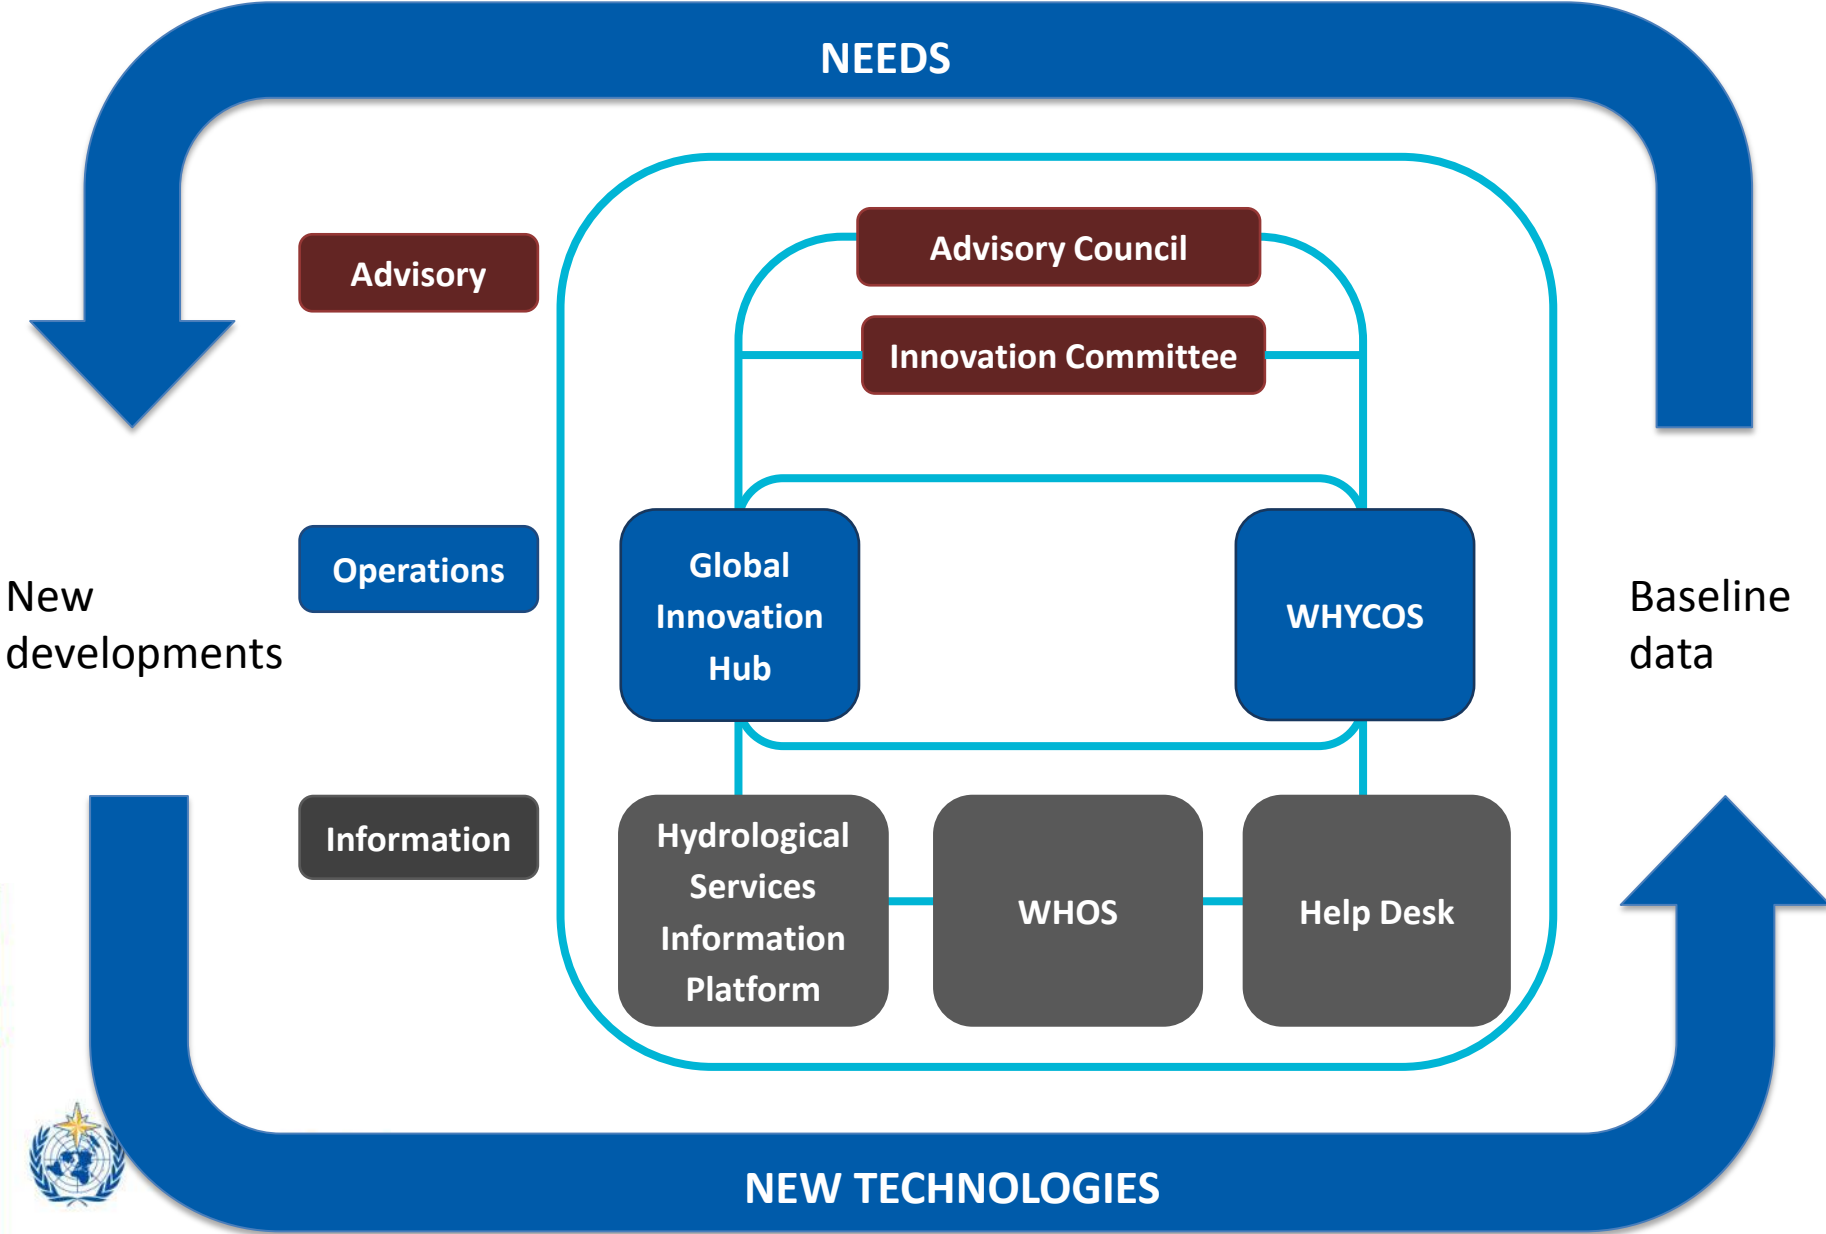 NEEDS
Advisory
Advisory Council
Innovation Committee
New
developments
Operations
Global
Innovation
Hub
WHYCOS
Baseline
data
Information
Hydrological
Services
Information
Platform
WHOS
Help Desk
NEW TECHNOLOGIES